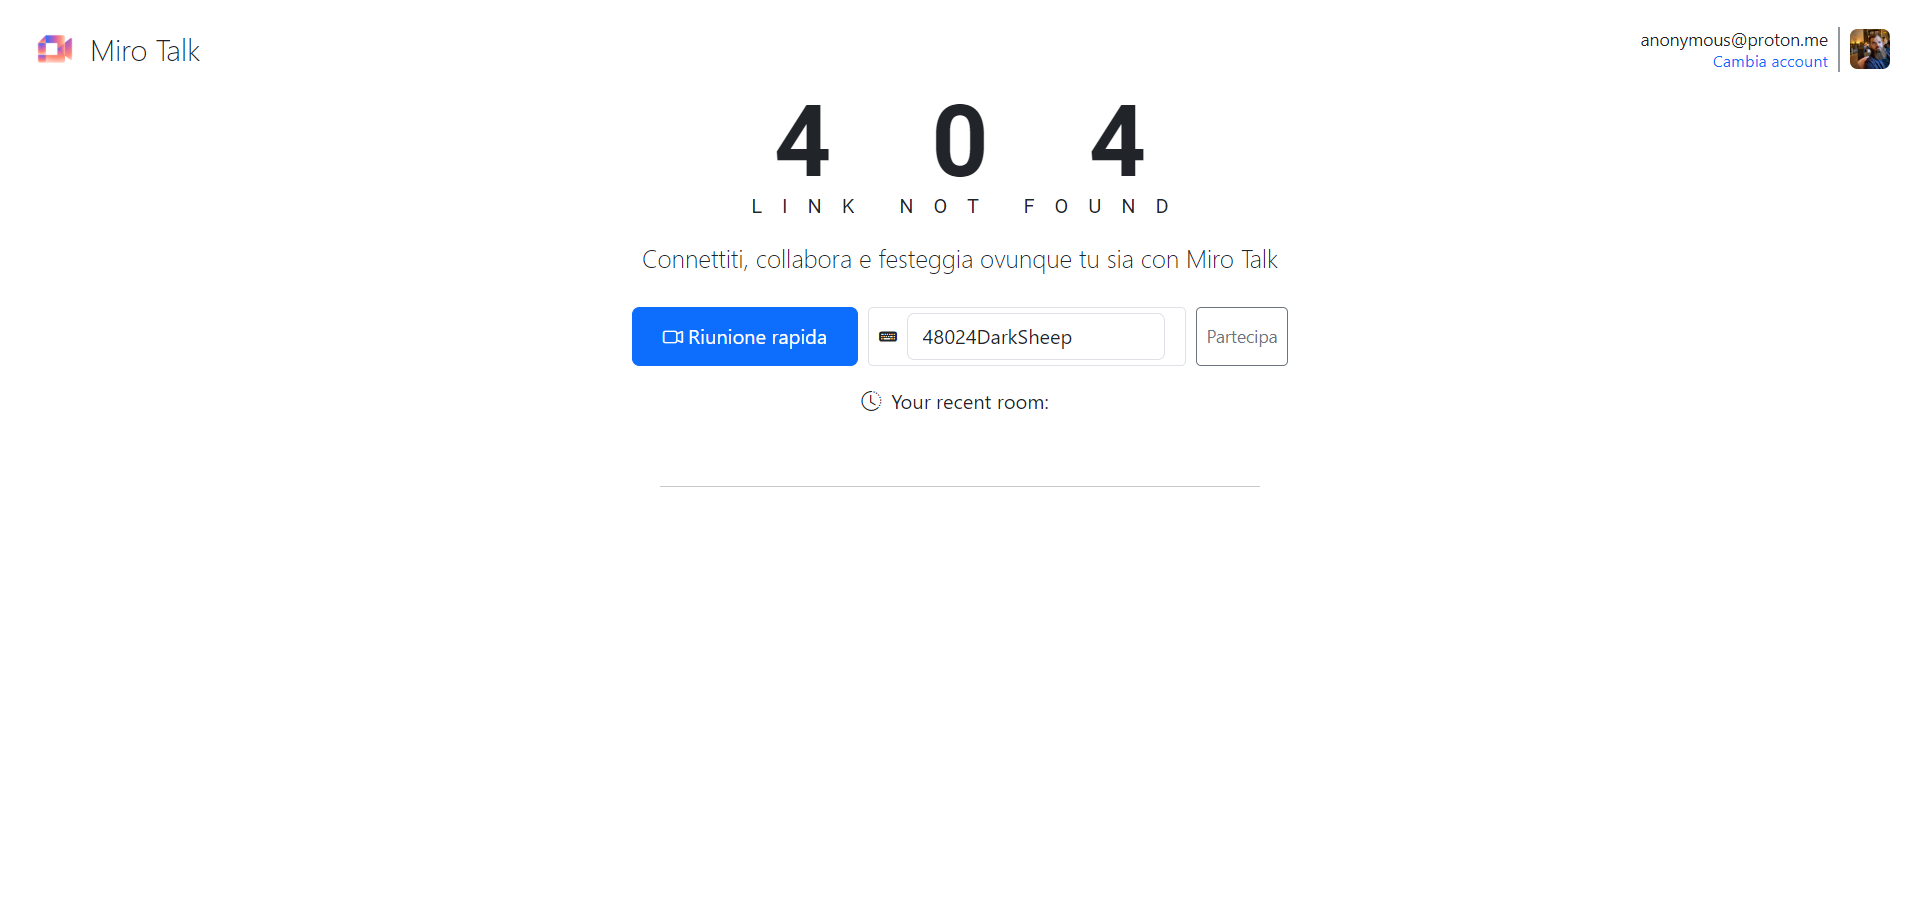 Miro Talk
anonymous@proton.me
Cambia account
4 0 4
LINK NOT FOUND
Connettiti, collabora e festeggia ovunque tu sia con Miro Talk
Riunione rapida
48024DarkSheep
Partecipa
Your recent room: